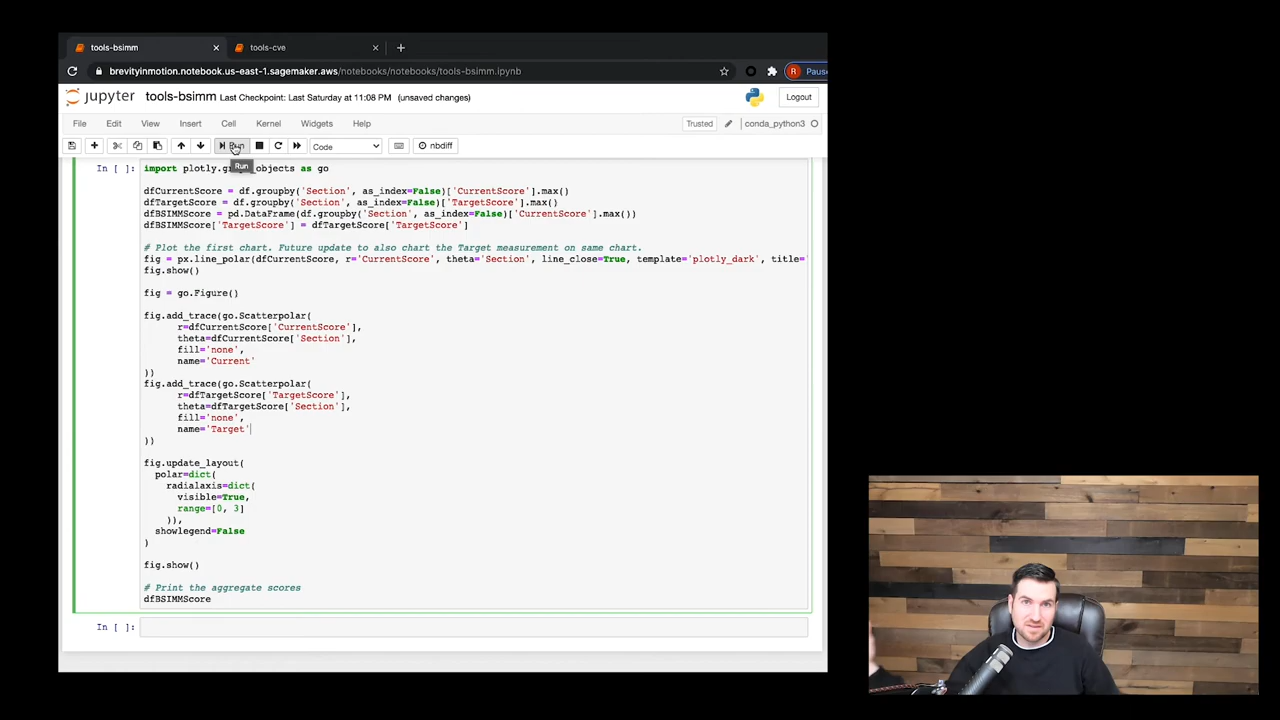 tools-bsimm
tools-cve
brevityinmotion.notebook.us-east-1.sagemaker.aws/notebooks/notebooks/tools-bsimm.ipynb
R
Pause
jupyter
tools-bsimm Last Checkpoint: Last Saturday at 11:08 PM (unsaved changes)
Logout
File Edit View Insert Cell Kernel Widgets Help
Trusted
conda_python3
Run
Code
nbdiff
Run
In [ ]:
import plotly. objects as go
dfCurrentScore = df.groupby('Section', as_index=False)['CurrentScore'].max()
dfTargetScore = df.groupby('Section', as_index=False)['TargetScore'].max()
dfBSIMMScore = pd.DataFrame(df.groupby('Section', as_index=False)['CurrentScore'].max())
dfBSIMMScore['TargetScore'] = dfTargetScore['TargetScore']
# Plot the first chart. Future update to also chart the Target measurement on same chart.
fig = px.line_polar(dfCurrentScore, r='CurrentScore', theta='Section', line_close=True, template='plotly_dark', title='
fig.show()
fig = go.Figure()
fig.add_trace(go.Scatterpolar(
r=dfCurrentScore['CurrentScore'],
theta=dfCurrentScore['Section'],
fill='none',
name='Current'
))
fig.add_trace(go.Scatterpolar(
r=dfTargetScore['TargetScore'],
theta=dfTargetScore['Section'],
fill='none',
name='Target'
))
fig.update_layout(
polar=dict(
radialaxis=dict(
visible=True,
range=[0, 3]
)),
showlegend=False
)
fig.show()
# Print the aggregate scores
dfBSIMMScore
In [ ]: